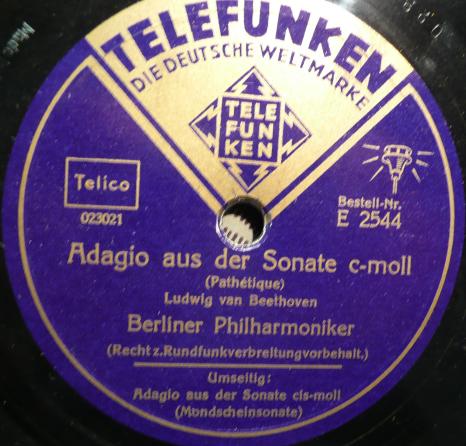 TELEFUNKEN
DIE DEUTSCHE WELTMARKE
TELE
FUN
KEN
Telico
023021
Bestell-Nr.
E 2544
Adagio aus der Sonate c-moll
(Pathétique)
Ludwig van Beethoven
Berliner Philharmoniker
(Recht z.Rundfunkverbreitungvorbehalt.)
Umseitig:
Adagio aus der Sonate cis-moll
(Mondscheinsonate)